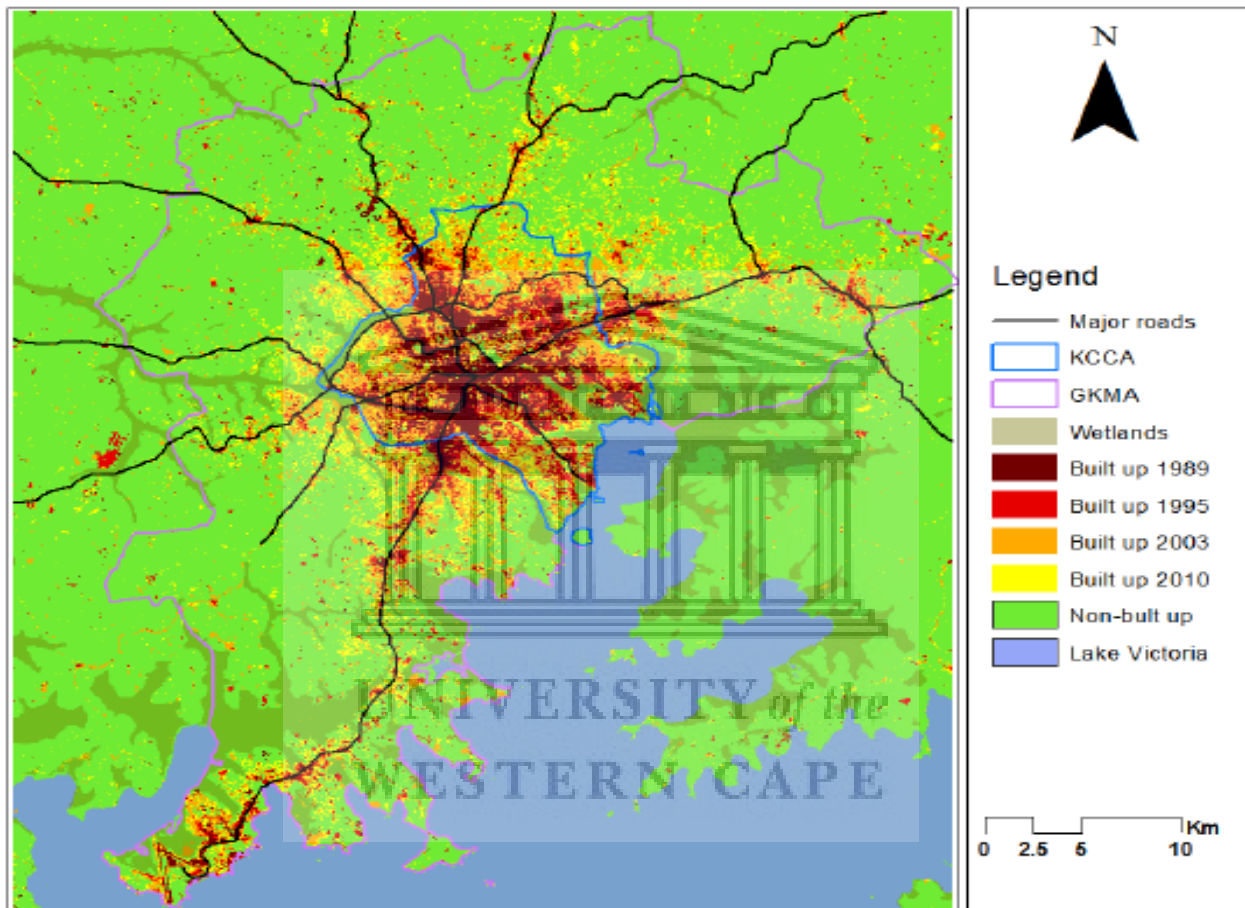 N
Legend
Major roads
KCCA
GKMA
Wetlands
Built up 1989
Built up 1995
Built up 2003
Built up 2010
Non-bult up
Lake Victoria
UNIVERSITY of the
WESTERN CAPE
Km
0 2.5 5 10